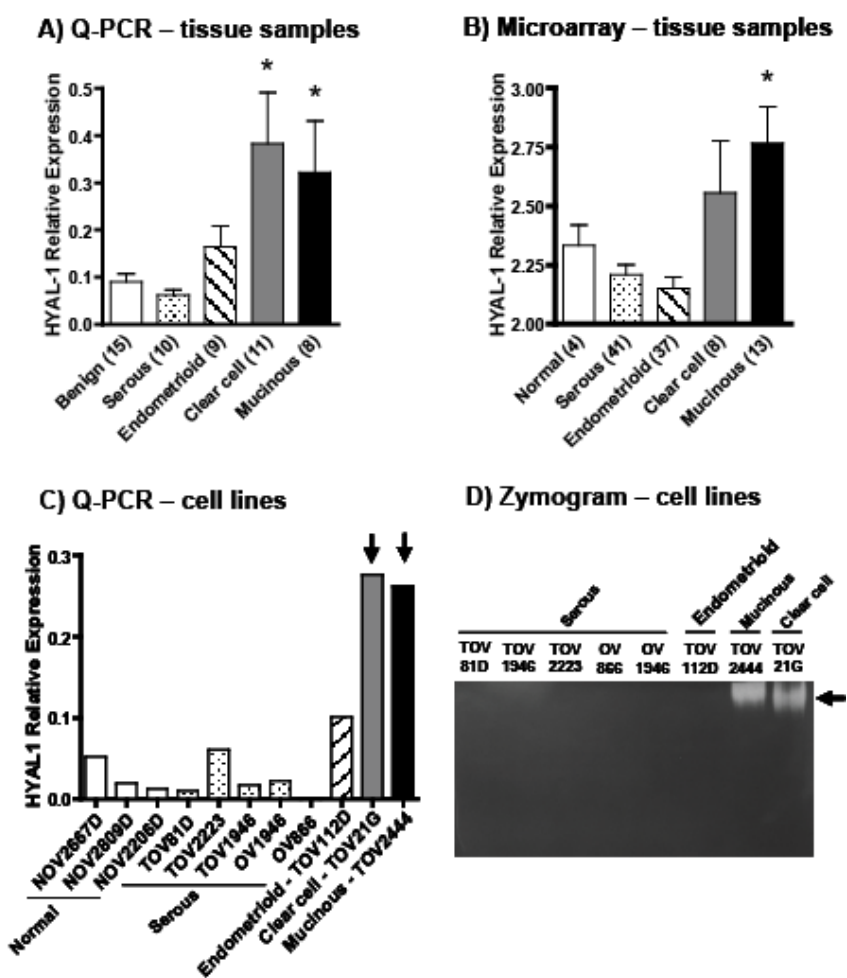 A) Q-PCR – tissue samples
HYAL-1 Relative Expression
0.5
0.4
0.3
0.2
0.1
0.0
*
*
Benign (15)
Serous (10)
Endometrioid (9)
Clear cell (11)
Mucinous (8)
B) Microarray – tissue samples
HYAL-1 Relative Expression
3.00
2.75
2.50
2.25
2.00
*
Normal (4)
Serous (41)
Endometrioid (37)
Clear cell (8)
Mucinous (13)
C) Q-PCR – cell lines
HYAL1 Relative Expression
0.3
0.2
0.1
0.0
NOV2667D
NOV2809D
NOV2206D
TOV81D
TOV2223
TOV1946
OV1946
OV866
Endometrioid - TOV112D
Clear cell - TOV21G
Mucinous - TOV2444
Normal
Serous
D) Zymogram – cell lines
Serous
Endometrioid
Mucinous
Clear cell
TOV 81D
TOV 1946
TOV 2223
OV 866
OV 1946
TOV 112D
TOV 2444
TOV 21G